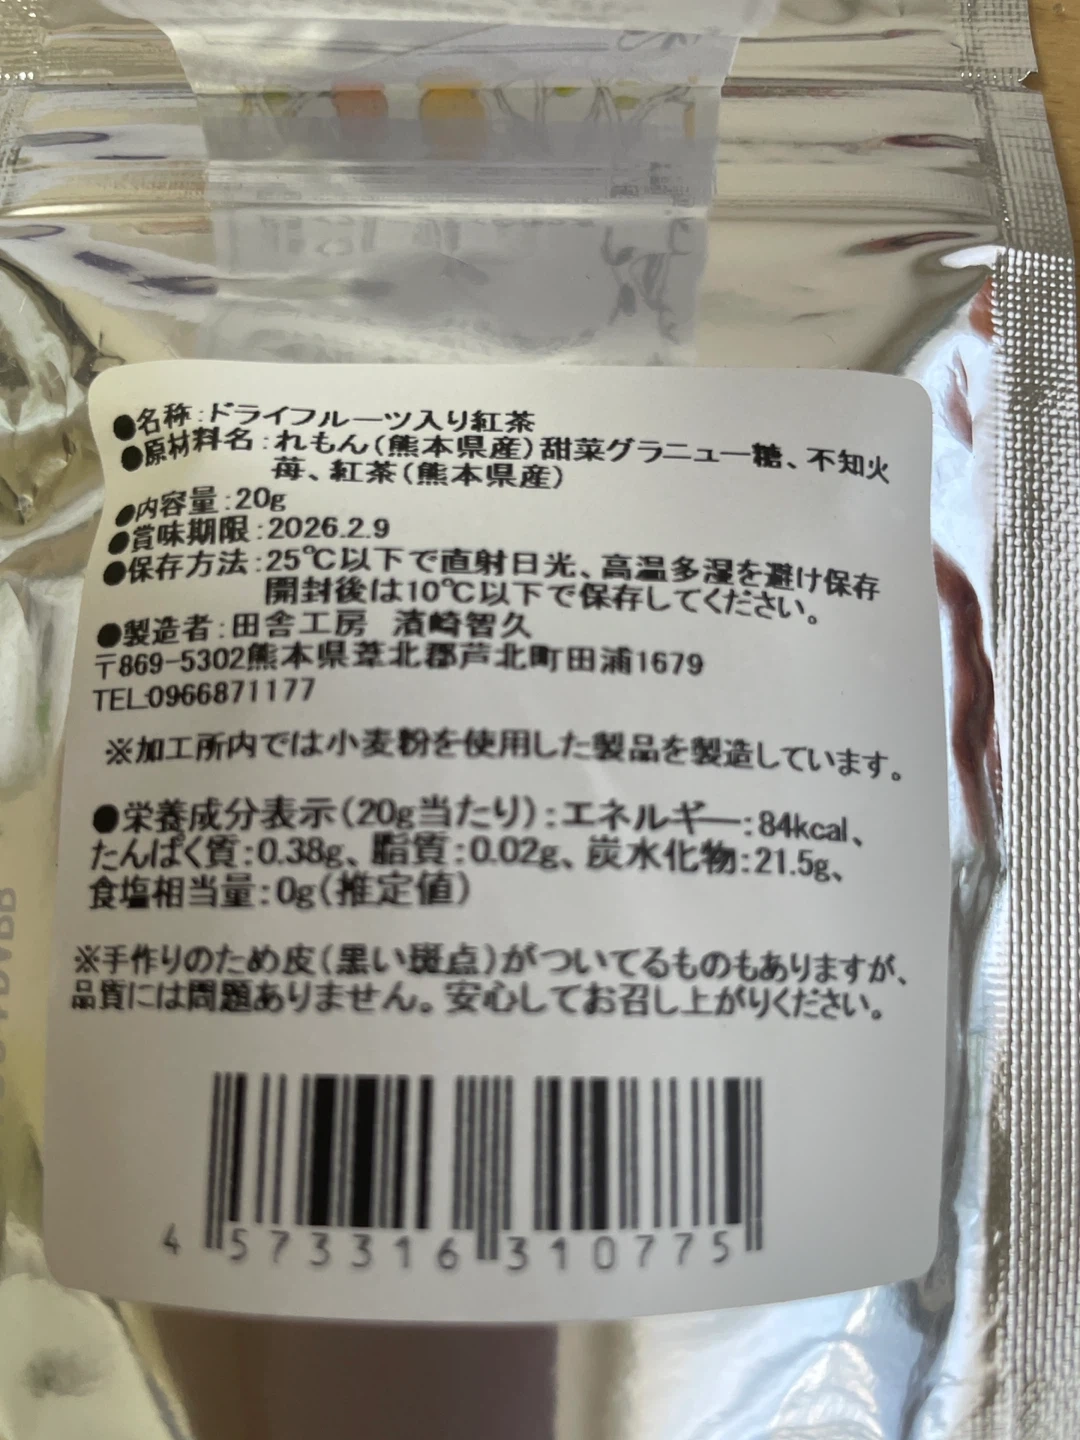 ●名称:ドライフルーツ入り紅茶
●原材料名:れもん(熊本県産)甜菜グラニュー糖、不知火
苺、紅茶(熊本県産)
●内容量:20g
●賞味期限:2026.2.9
●保存方法:25℃以下で直射日光、高温多湿を避け保存
開封後は10℃以下で保存してください。
●製造者:田舎工房 濱崎智久
〒869-5302熊本県葦北郡芦北町田浦1679
TEL:0966871177
※加工所内では小麦粉を使用した製品を製造しています。
●栄養成分表示(20g当たり):エネルギー:84kcal、
たんぱく質:0.38g、脂質:0.02g、炭水化物:21.5g、
食塩相当量:0g(推定値)
※手作りのため皮(黒い斑点)がついてるものもありますが、
品質には問題ありません。安心してお召し上がりください。
4 573316 310775